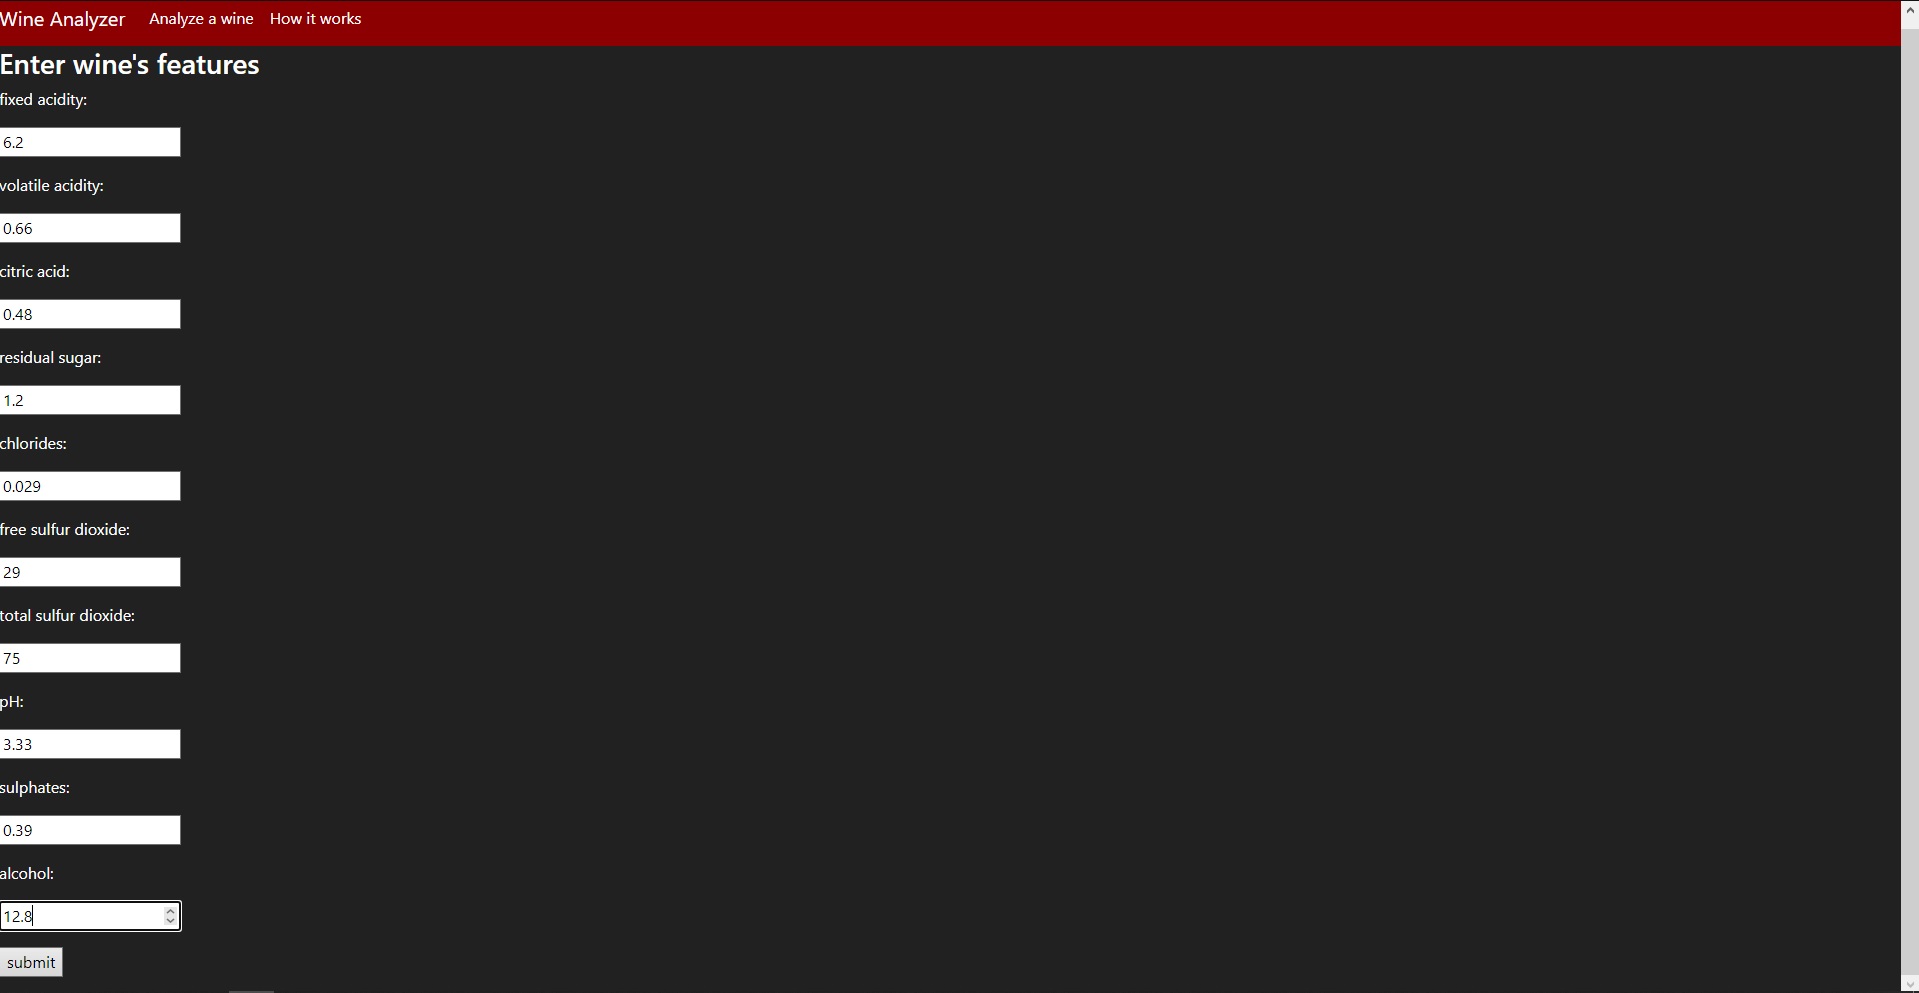 Wine Analyzer Analyze a wine How it works
Enter wine's features
fixed acidity:
6.2
volatile acidity:
0.66
citric acid:
0.48
residual sugar:
1.2
chlorides:
0.029
free sulfur dioxide:
29
total sulfur dioxide:
75
pH:
3.33
sulphates:
0.39
alcohol:
12.8
submit